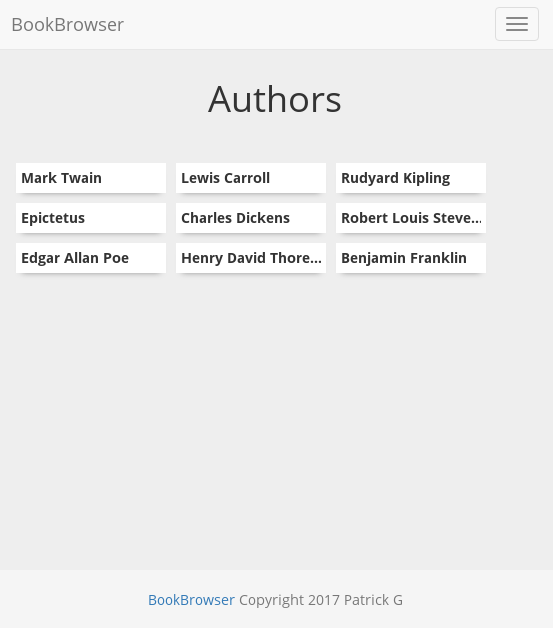 BookBrowser
Authors
Mark Twain
Lewis Carroll
Rudyard Kipling
Epictetus
Charles Dickens
Robert Louis Steve...
Edgar Allan Poe
Henry David Thore...
Benjamin Franklin
BookBrowser Copyright 2017 Patrick G